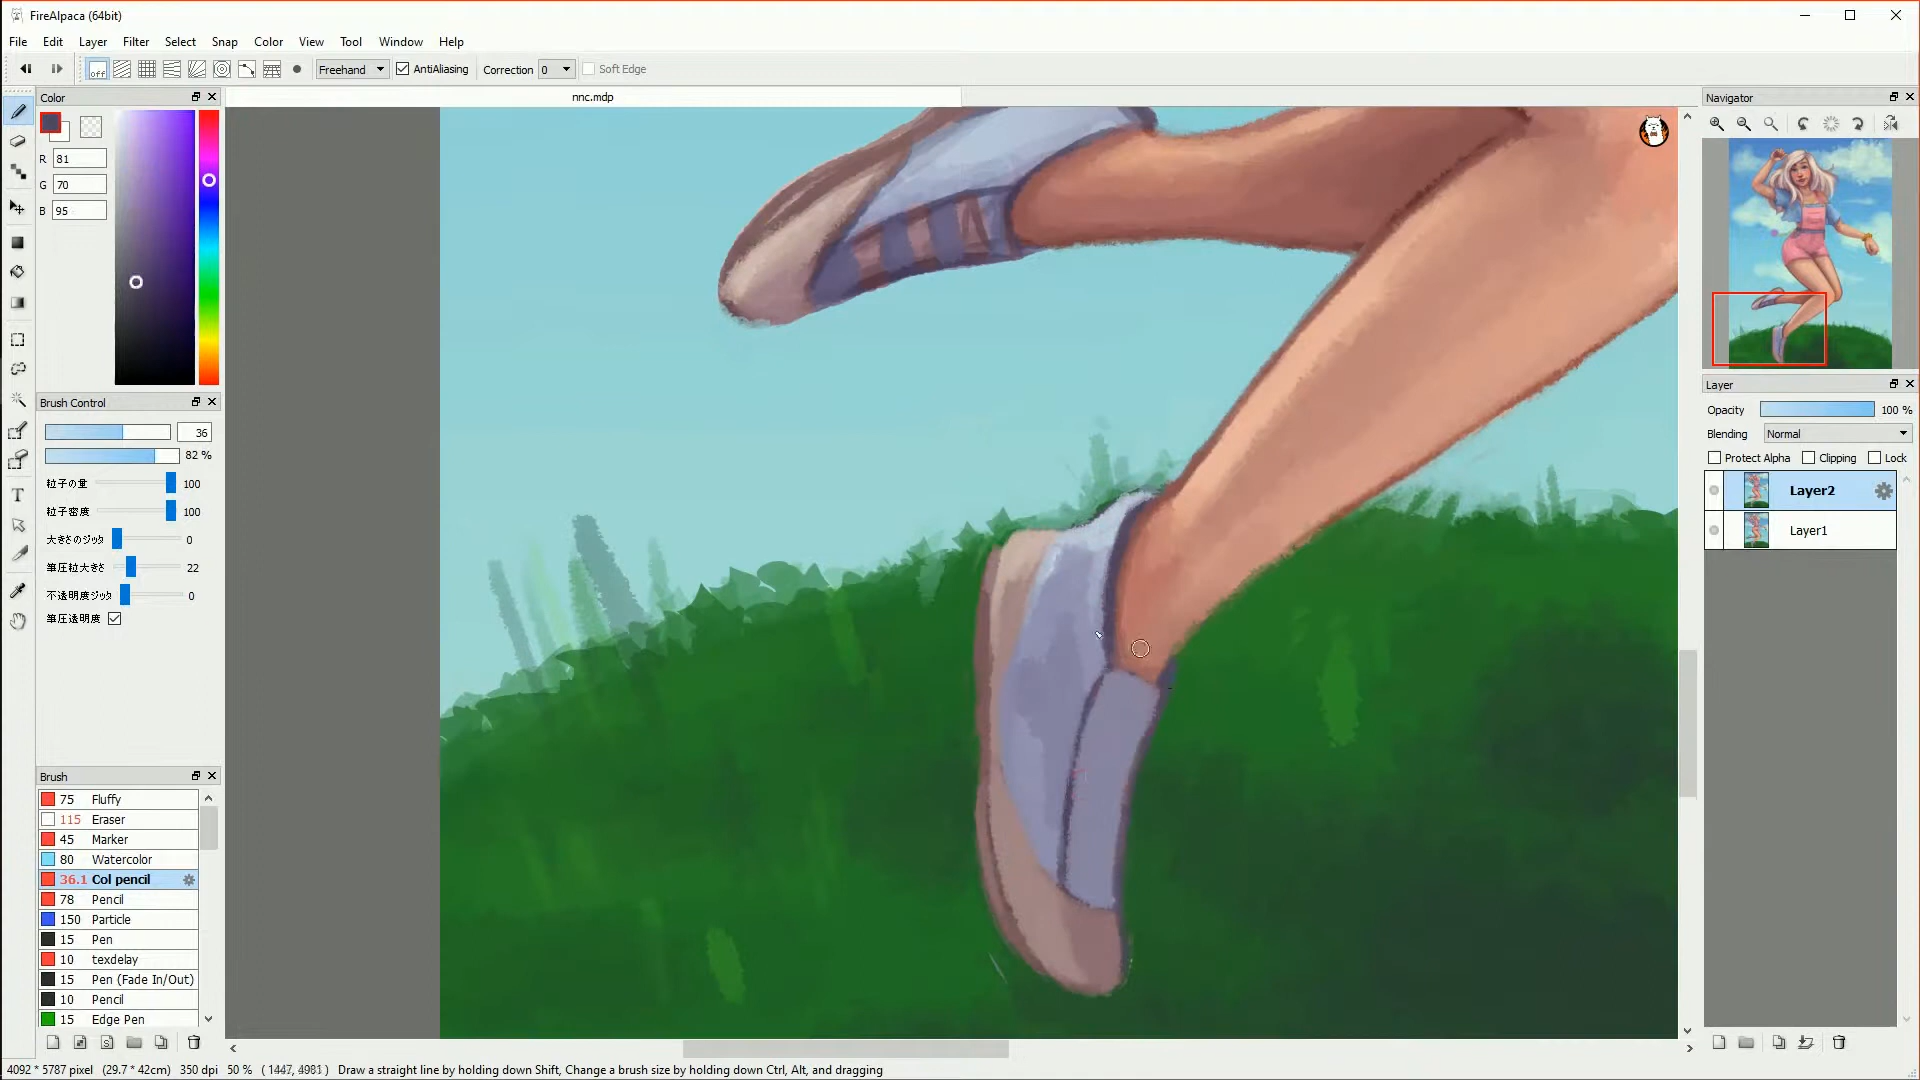 FireAlpaca (64bit)
File Edit Layer Filter Select Snap Color View Tool Window Help
off Freehand AntiAliasing Correction 0 Soft Edge
Color
nnc.mdp
Navigator
R 81
G 70
B 95
Brush Control
36
82 %
粒子の量 100
粒子密度 100
大きさのジッタ 0
筆圧粒大きさ 22
不透明度ジッタ 0
筆圧透明度
Layer
Opacity 100 %
Blending Normal
Protect Alpha Clipping Lock
Layer2
Layer1
Brush
75 Fluffy
115 Eraser
45 Marker
80 Watercolor
36.1 Col pencil
78 Pencil
150 Particle
15 Pen
10 texdelay
15 Pen (Fade In/Out)
10 Pencil
15 Edge Pen
4092 * 5787 pixel (29.7 * 42cm) 350 dpi 50 % ( 1447, 4981 ) Draw a straight line by holding down Shift, Change a brush size by holding down Ctrl, Alt, and dragging